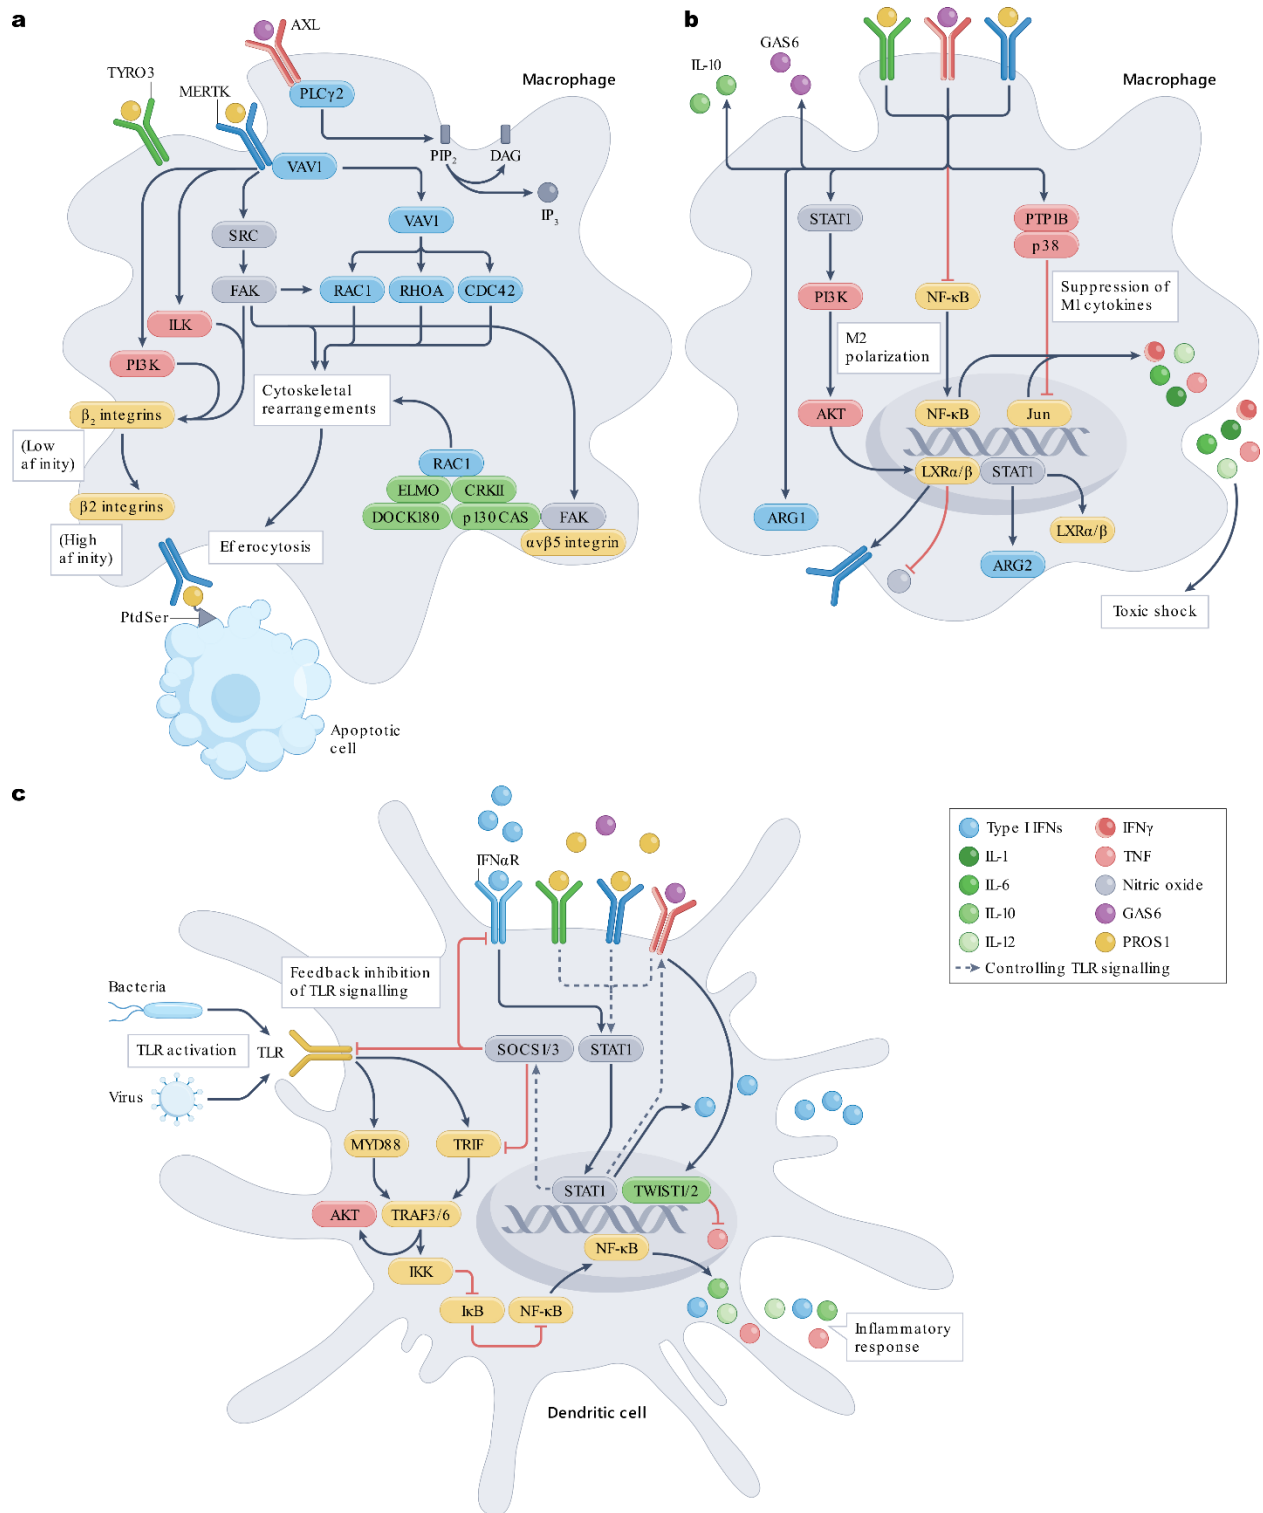 a
AXL
TYRO3
MERTK
PLCγ2
Macrophage
VAV1
PIP2
DAG
IP3
VAV1
SRC
FAK
RAC1
RHOA
CDC42
ILK
PI3K
Cytoskeletal
rearrangements
β2 integrins
(Low
af inity)
RAC1
ELMO
CRKII
DOCK180
p130CAS
FAK
αvβ5 integrin
β2 integrins
(High
af inity)
Ef erocytosis
PtdSer
Apoptotic
cell
b
GAS6
IL-10
Macrophage
STAT1
PTP1B
p38
PI3K
NF-κB
Suppression of
M1 cytokines
M2
polarization
AKT
NF-κB
Jun
LXRα/β
STAT1
ARG1
LXRα/β
ARG2
Toxic shock
c
IFNαR
Feedback inhibition
of TLR signalling
Bacteria
TLR activation
TLR
Virus
SOCS1/3
STAT1
MYD88
TRIF
STAT1
TWIST1/2
AKT
TRAF3/6
NF-κB
IKK
IκB
NF-κB
Inflammatory
response
Dendritic cell
Type I IFNs
IFNγ
IL-1
TNF
IL-6
Nitric oxide
IL-10
GAS6
IL-12
PROS1
Controlling TLR signalling